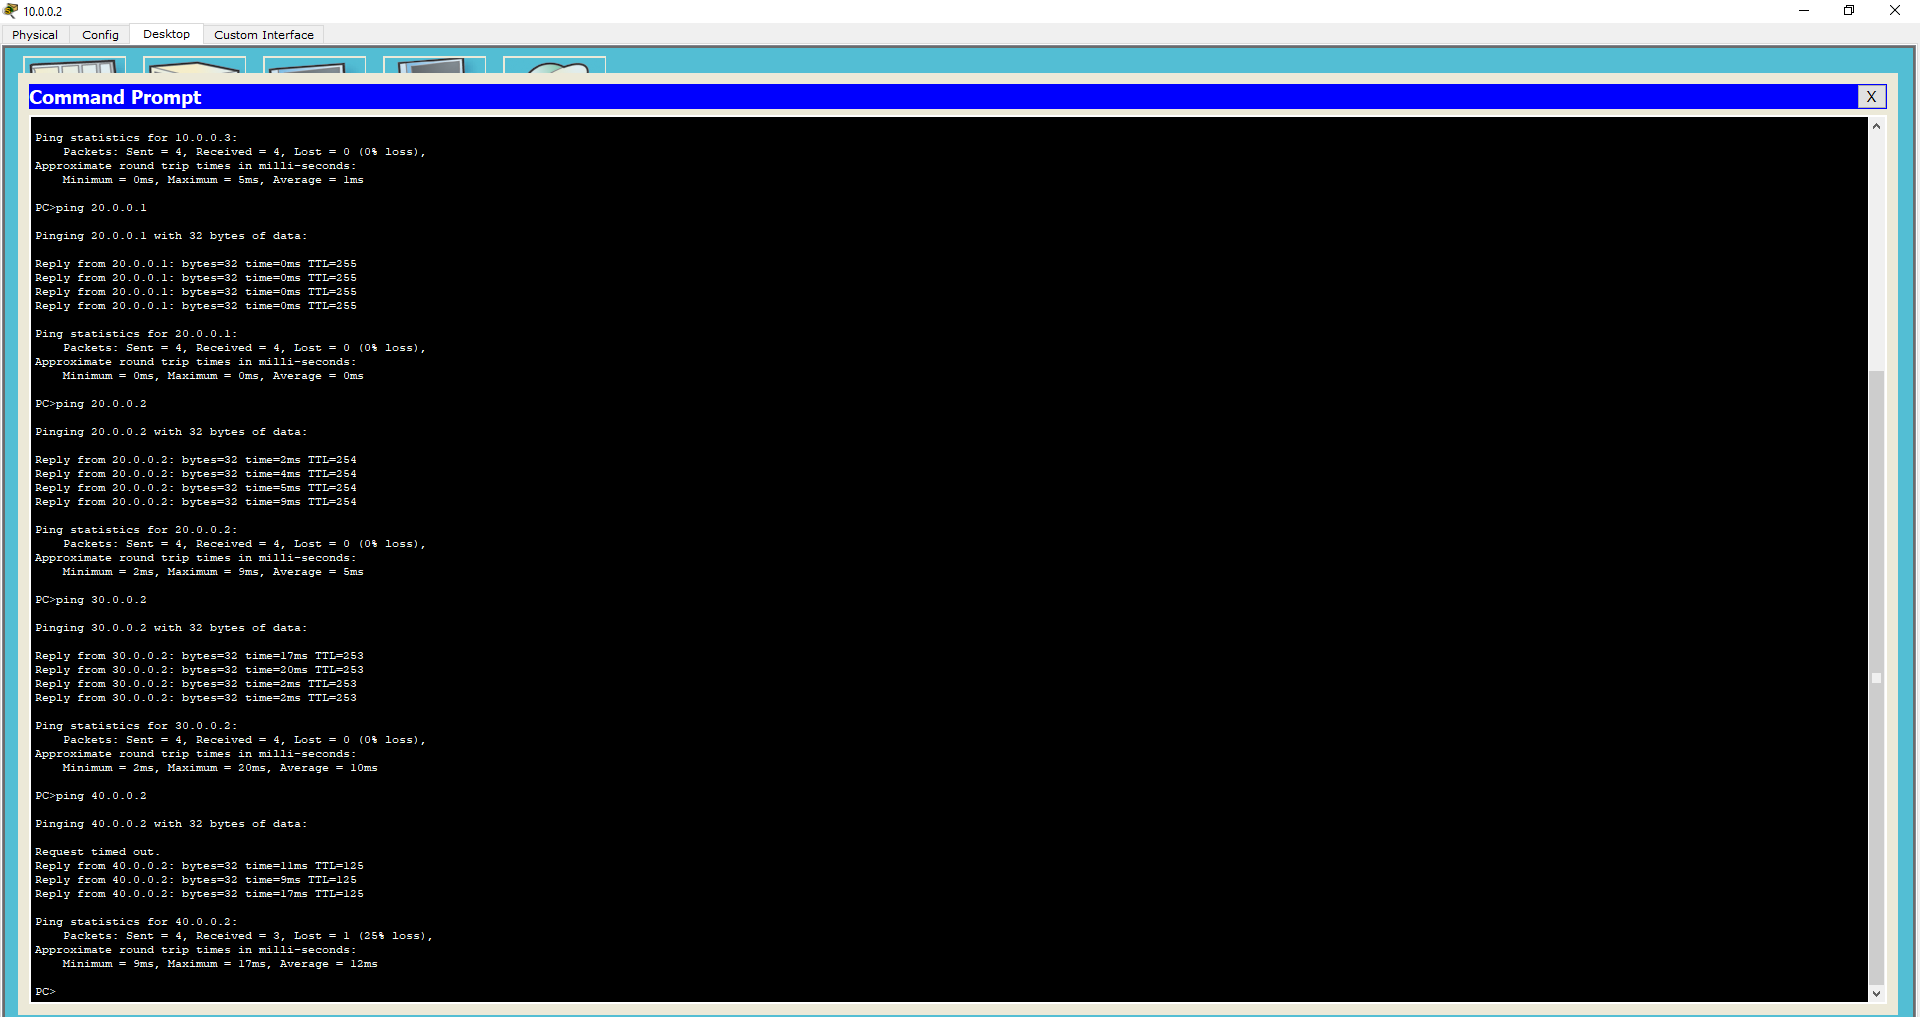 10.0.0.2
Physical Config Desktop Custom Interface
Command Prompt X
Ping statistics for 10.0.0.3:
    Packets: Sent = 4, Received = 4, Lost = 0 (0% loss),
Approximate round trip times in milli-seconds:
    Minimum = 0ms, Maximum = 5ms, Average = 1ms
PC>ping 20.0.0.1
Pinging 20.0.0.1 with 32 bytes of data:
Reply from 20.0.0.1: bytes=32 time=0ms TTL=255
Reply from 20.0.0.1: bytes=32 time=0ms TTL=255
Reply from 20.0.0.1: bytes=32 time=0ms TTL=255
Reply from 20.0.0.1: bytes=32 time=0ms TTL=255
Ping statistics for 20.0.0.1:
    Packets: Sent = 4, Received = 4, Lost = 0 (0% loss),
Approximate round trip times in milli-seconds:
    Minimum = 0ms, Maximum = 0ms, Average = 0ms
PC>ping 20.0.0.2
Pinging 20.0.0.2 with 32 bytes of data:
Reply from 20.0.0.2: bytes=32 time=2ms TTL=254
Reply from 20.0.0.2: bytes=32 time=4ms TTL=254
Reply from 20.0.0.2: bytes=32 time=5ms TTL=254
Reply from 20.0.0.2: bytes=32 time=9ms TTL=254
Ping statistics for 20.0.0.2:
    Packets: Sent = 4, Received = 4, Lost = 0 (0% loss),
Approximate round trip times in milli-seconds:
    Minimum = 2ms, Maximum = 9ms, Average = 5ms
PC>ping 30.0.0.2
Pinging 30.0.0.2 with 32 bytes of data:
Reply from 30.0.0.2: bytes=32 time=17ms TTL=253
Reply from 30.0.0.2: bytes=32 time=20ms TTL=253
Reply from 30.0.0.2: bytes=32 time=2ms TTL=253
Reply from 30.0.0.2: bytes=32 time=2ms TTL=253
Ping statistics for 30.0.0.2:
    Packets: Sent = 4, Received = 4, Lost = 0 (0% loss),
Approximate round trip times in milli-seconds:
    Minimum = 2ms, Maximum = 20ms, Average = 10ms
PC>ping 40.0.0.2
Pinging 40.0.0.2 with 32 bytes of data:
Request timed out.
Reply from 40.0.0.2: bytes=32 time=11ms TTL=125
Reply from 40.0.0.2: bytes=32 time=9ms TTL=125
Reply from 40.0.0.2: bytes=32 time=17ms TTL=125
Ping statistics for 40.0.0.2:
    Packets: Sent = 4, Received = 3, Lost = 1 (25% loss),
Approximate round trip times in milli-seconds:
    Minimum = 9ms, Maximum = 17ms, Average = 12ms
PC>